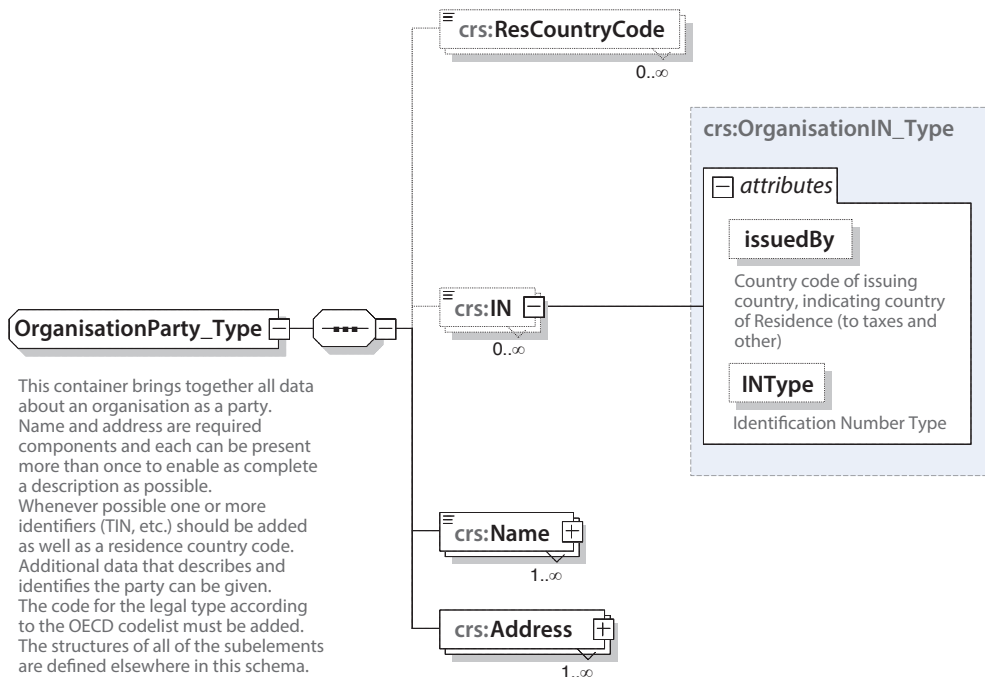 crs:ResCountryCode
0..∞
crs:OrganisationIN_Type
attributes
issuedBy
Country code of issuing
country, indicating country
of Residence (to taxes and
other)
INType
Identification Number Type
crs:IN
0..∞
OrganisationParty_Type
This container brings together all data
about an organisation as a party.
Name and address are required
components and each can be present
more than once to enable as complete
a description as possible.
Whenever possible one or more
identifiers (TIN, etc.) should be added
as well as a residence country code.
Additional data that describes and
identifies the party can be given.
The code for the legal type according
to the OECD codelist must be added.
The structures of all of the subelements
are defined elsewhere in this schema.
crs:Name
1..∞
crs:Address
1..∞